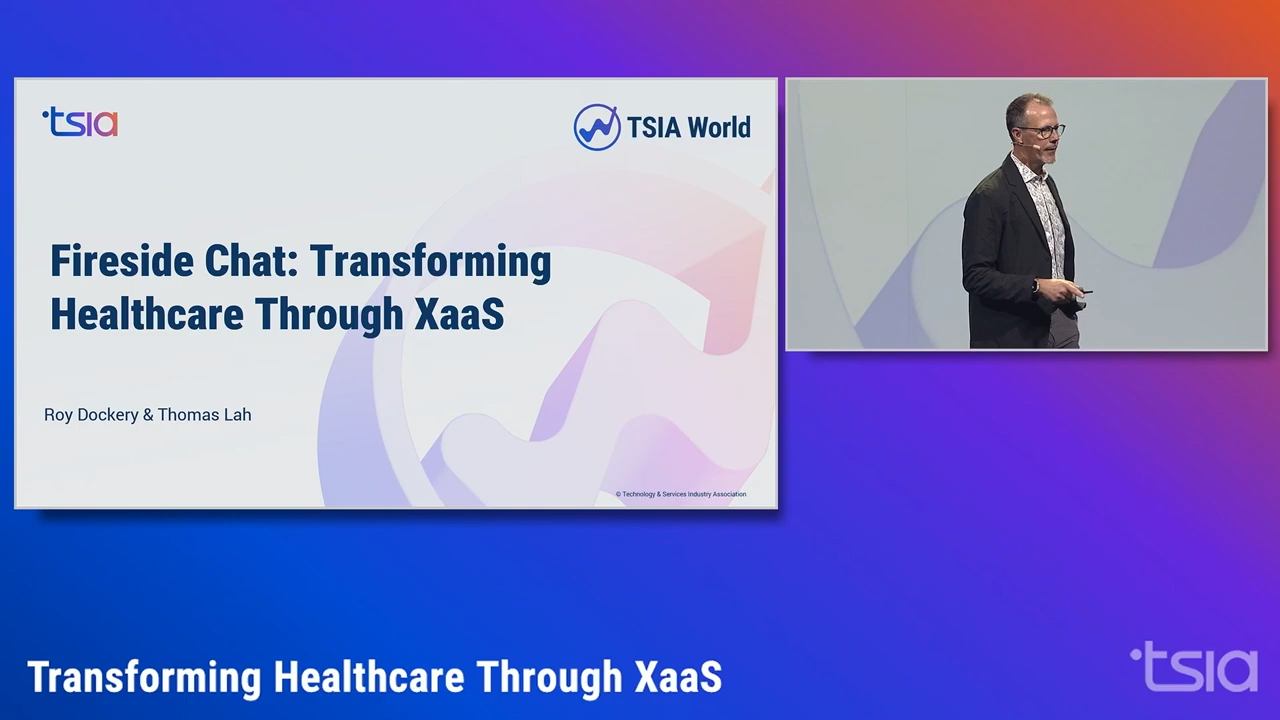 tsia
TSIA World
Fireside Chat: Transforming
Healthcare Through XaaS
Roy Dockery & Thomas Lah
© Technology & Services Industry Association
Transforming Healthcare Through XaaS
tsia